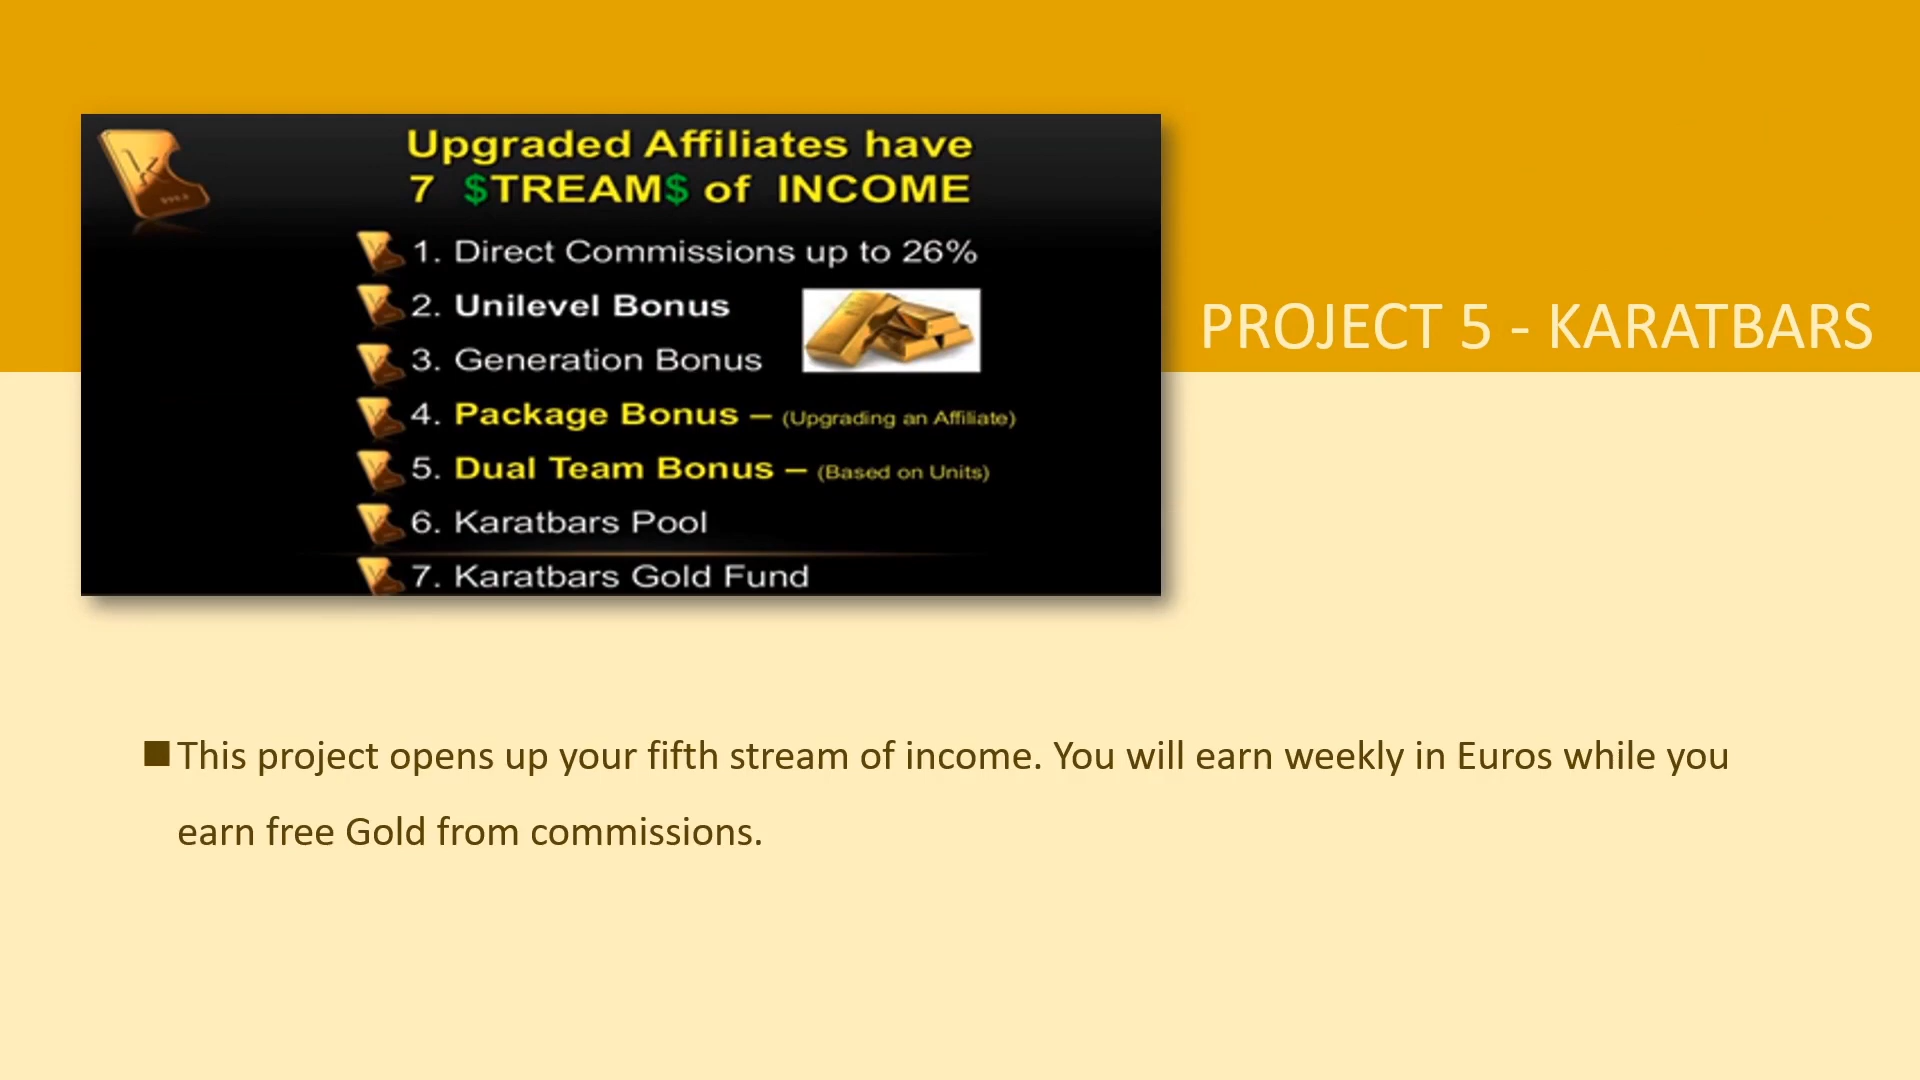 Upgraded Affiliates have
7 $TREAM$ of INCOME
1. Direct Commissions up to 26%
2. Unilevel Bonus
3. Generation Bonus
4. Package Bonus – (Upgrading an Affiliate)
5. Dual Team Bonus – (Based on Units)
6. Karatbars Pool
7. Karatbars Gold Fund
PROJECT 5 - KARATBARS
This project opens up your fifth stream of income. You will earn weekly in Euros while you
earn free Gold from commissions.